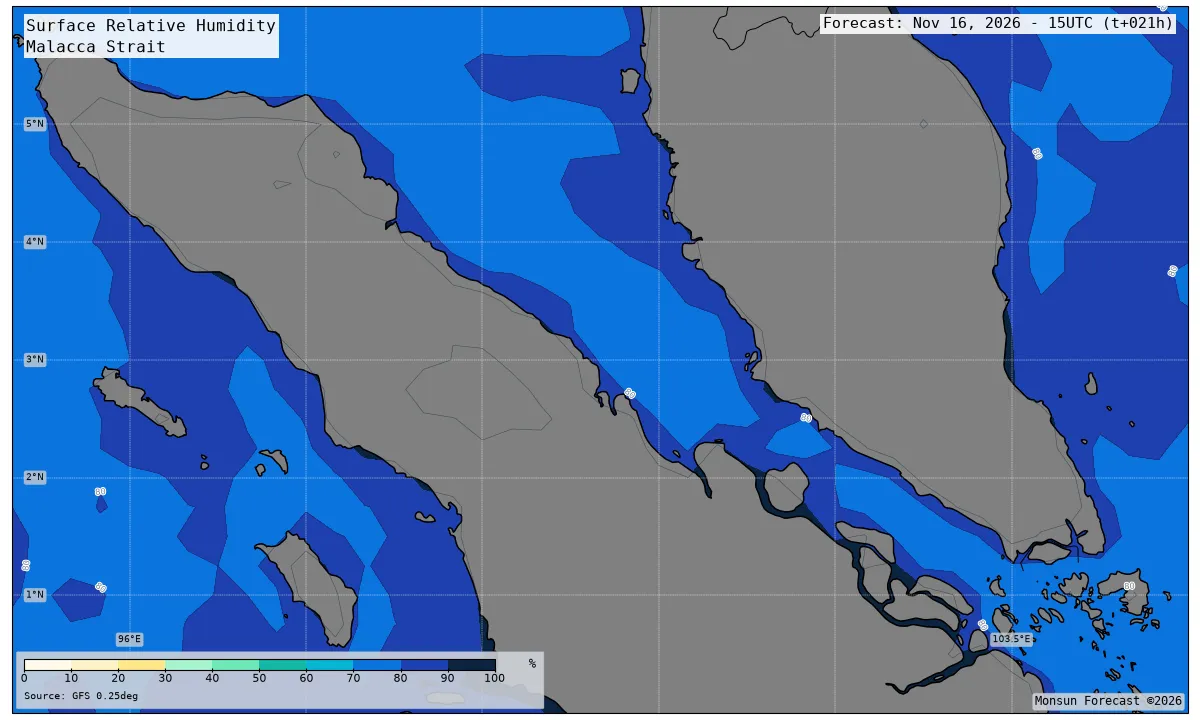 Surface Relative Humidity
Malacca Strait
Forecast: Nov 16, 2026 - 15UTC (t+021h)
5°N
80
4°N
80
3°N
80
80
2°N
80
80
80
80
1°N
80
96°E
103.5°E
%
0 10 20 30 40 50 60 70 80 90 100
Source: GFS 0.25deg
Monsun Forecast ©2026